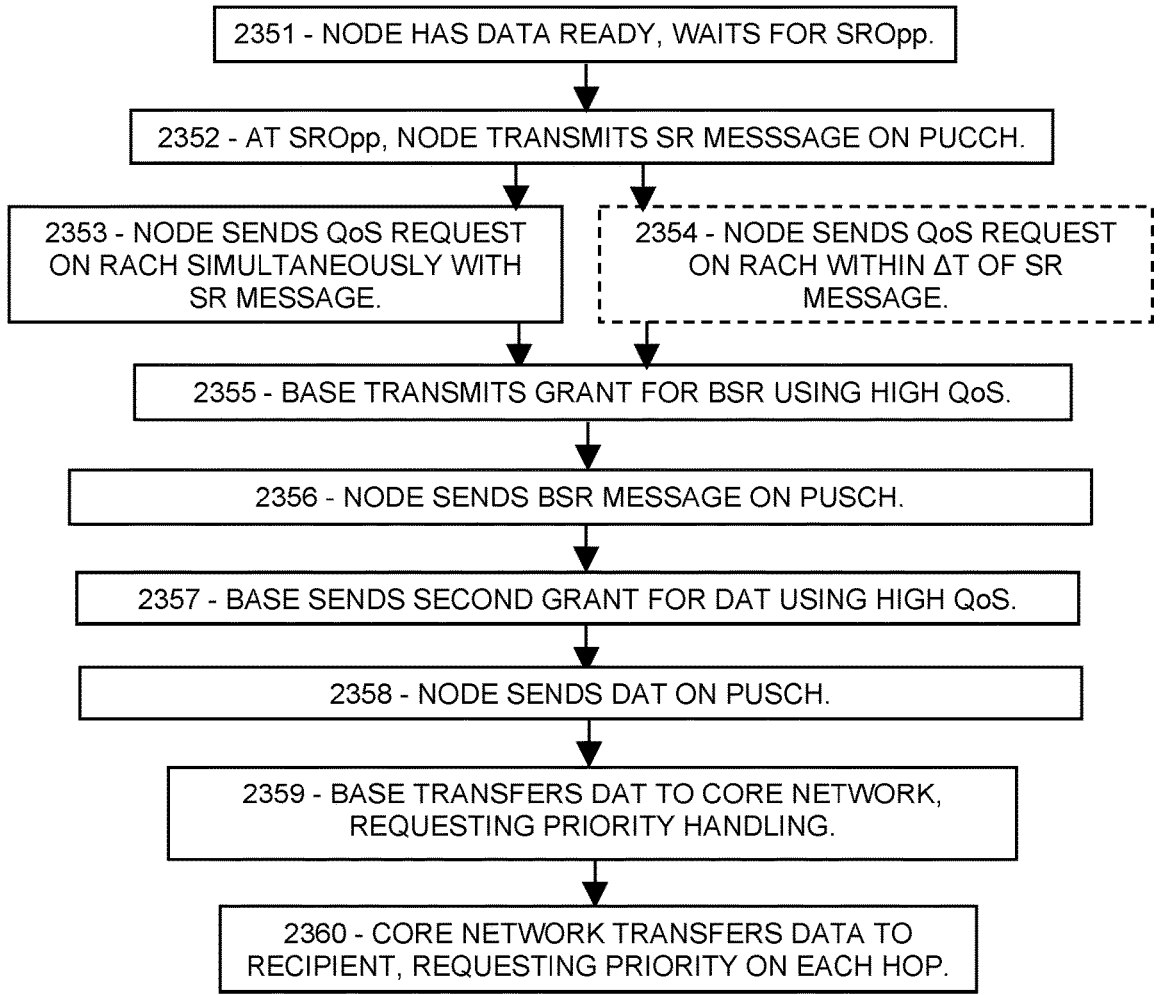 2351 - NODE HAS DATA READY, WAITS FOR SROpp.
2352 - AT SROpp, NODE TRANSMITS SR MESSSAGE ON PUCCH.
2353 - NODE SENDS QoS REQUEST
ON RACH SIMULTANEOUSLY WITH
SR MESSAGE.
2354 - NODE SENDS QoS REQUEST
ON RACH WITHIN ΔT OF SR
MESSAGE.
2355 - BASE TRANSMITS GRANT FOR BSR USING HIGH QoS.
2356 - NODE SENDS BSR MESSAGE ON PUSCH.
2357 - BASE SENDS SECOND GRANT FOR DAT USING HIGH QoS.
2358 - NODE SENDS DAT ON PUSCH.
2359 - BASE TRANSFERS DAT TO CORE NETWORK,
REQUESTING PRIORITY HANDLING.
2360 - CORE NETWORK TRANSFERS DATA TO
RECIPIENT, REQUESTING PRIORITY ON EACH HOP.